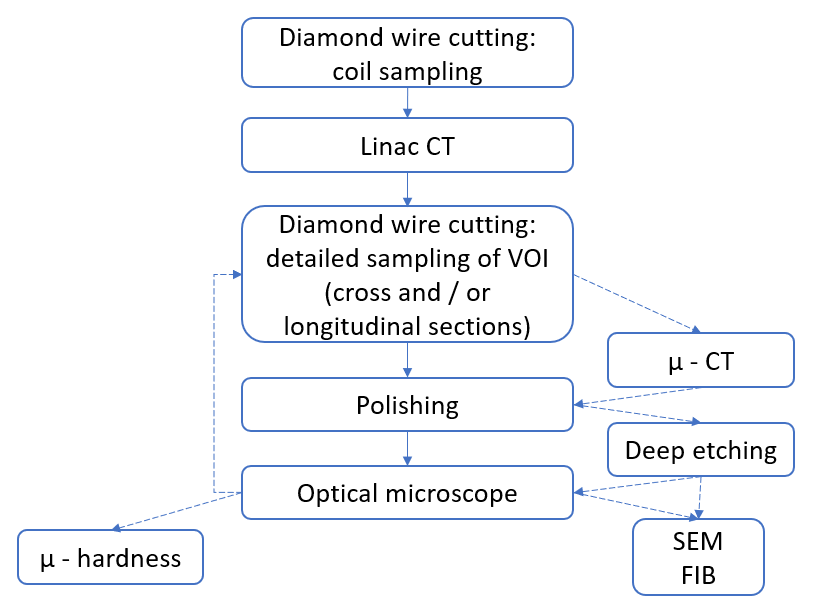 Diamond wire cutting:
coil sampling
Linac CT
Diamond wire cutting:
detailed sampling of VOI
(cross and / or
longitudinal sections)
μ - CT
Polishing
Deep etching
Optical microscope
μ - hardness
SEM
FIB